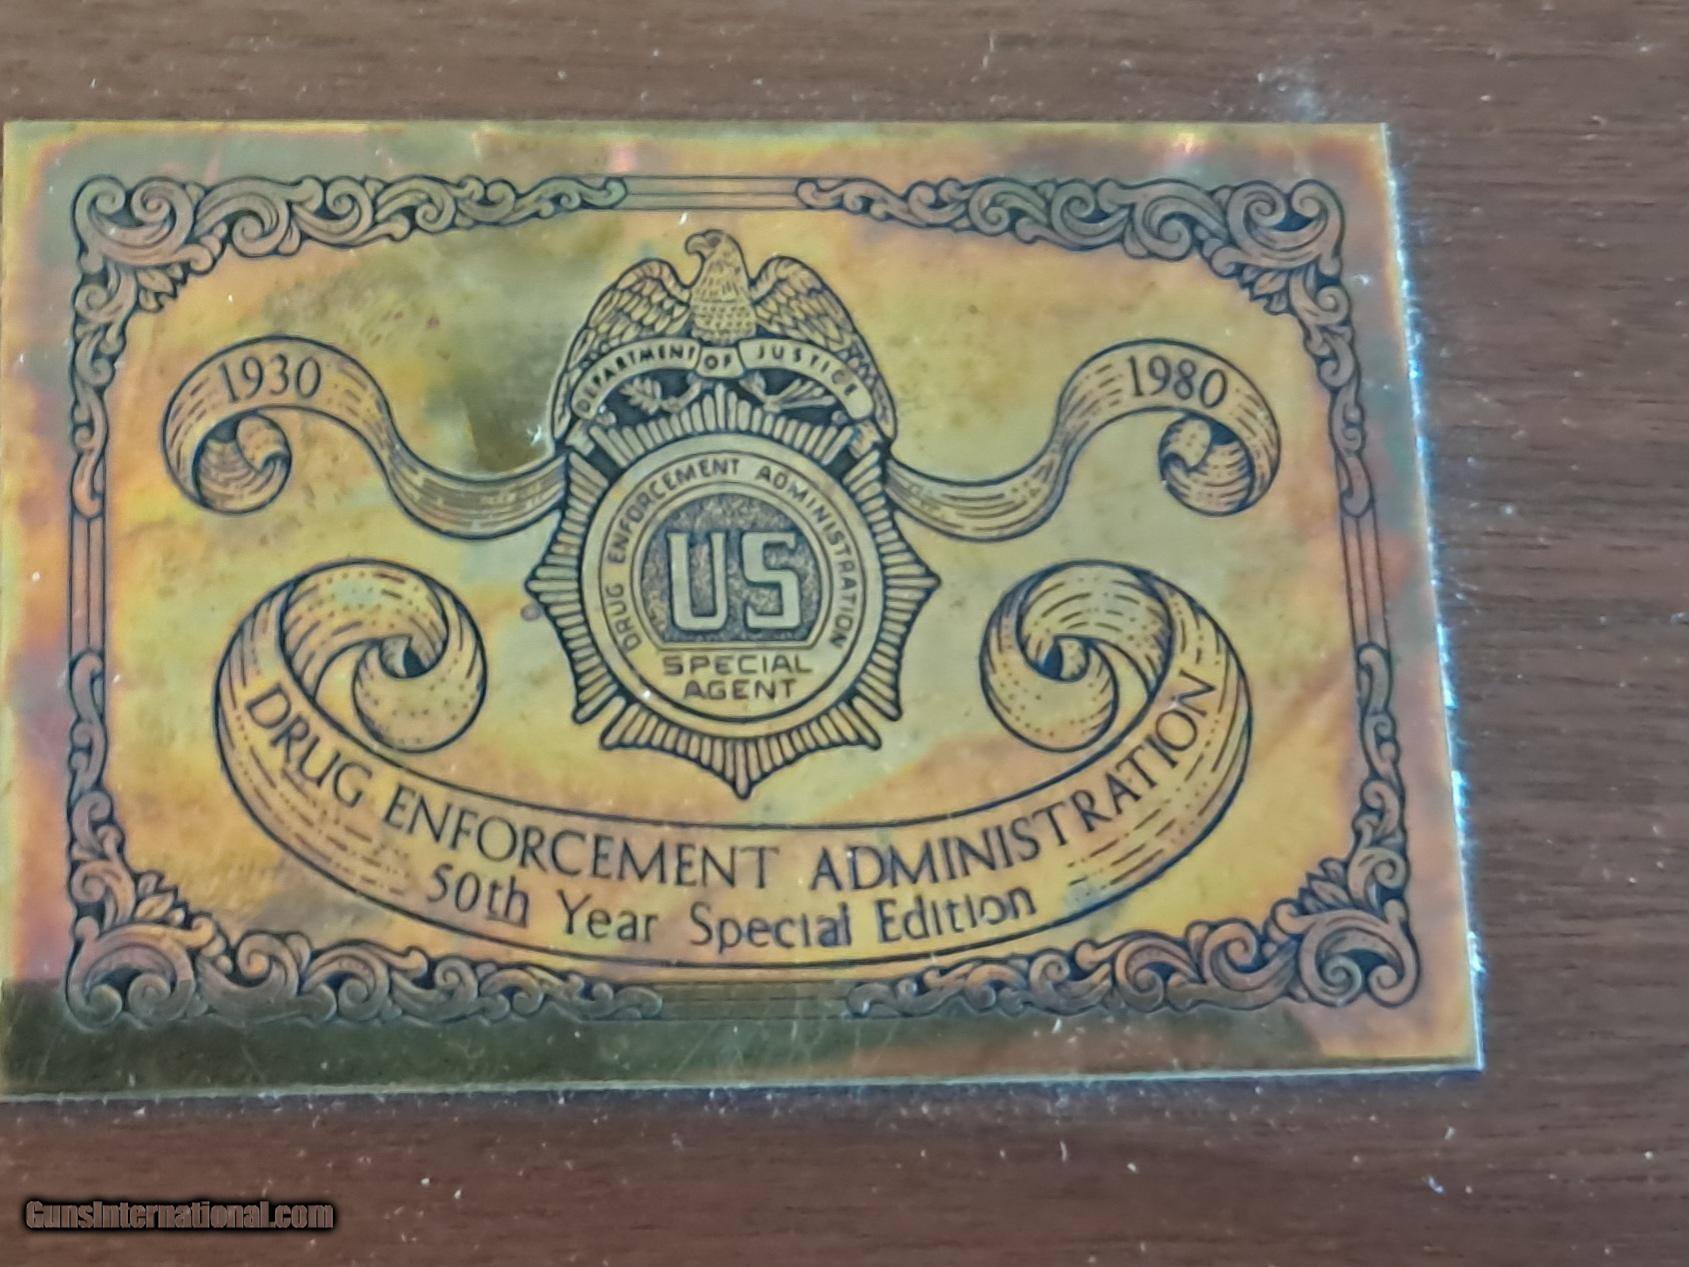 1930
1980
DEPARTMENT OF JUSTICE
DRUG ENFORCEMENT ADMINISTRATION
US
SPECIAL
AGENT
DRUG ENFORCEMENT ADMINISTRATION
50th Year Special Edition
GunsInternational.com